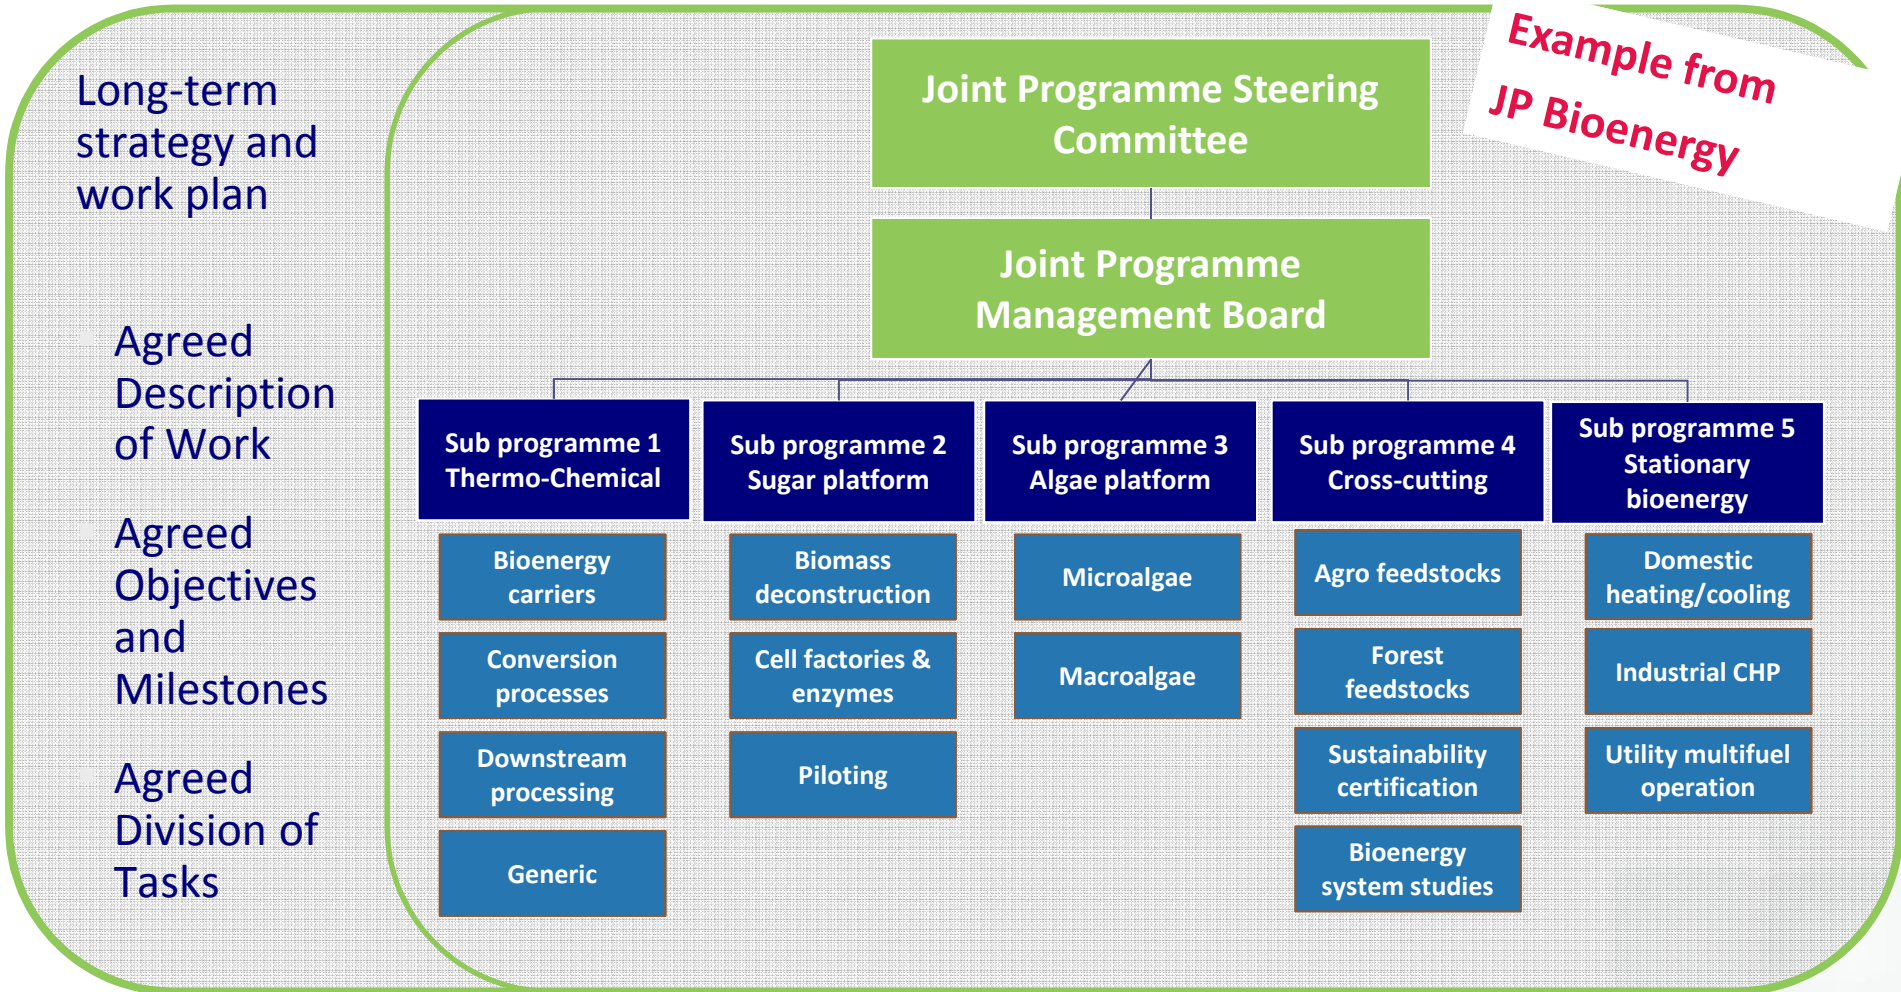 Long-term
strategy and
work plan
Agreed
Description
of Work
Agreed
Objectives
and
Milestones
Agreed
Division of
Tasks
Example from
JP Bioenergy
Joint Programme Steering
Committee
Joint Programme
Management Board
Sub programme 1
Thermo-Chemical
Bioenergy
carriers
Conversion
processes
Downstream
processing
Generic
Sub programme 2
Sugar platform
Biomass
deconstruction
Cell factories &
enzymes
Piloting
Sub programme 3
Algae platform
Microalgae
Macroalgae
Sub programme 4
Cross-cutting
Agro feedstocks
Forest
feedstocks
Sustainability
certification
Bioenergy
system studies
Sub programme 5
Stationary
bioenergy
Domestic
heating/cooling
Industrial CHP
Utility multifuel
operation